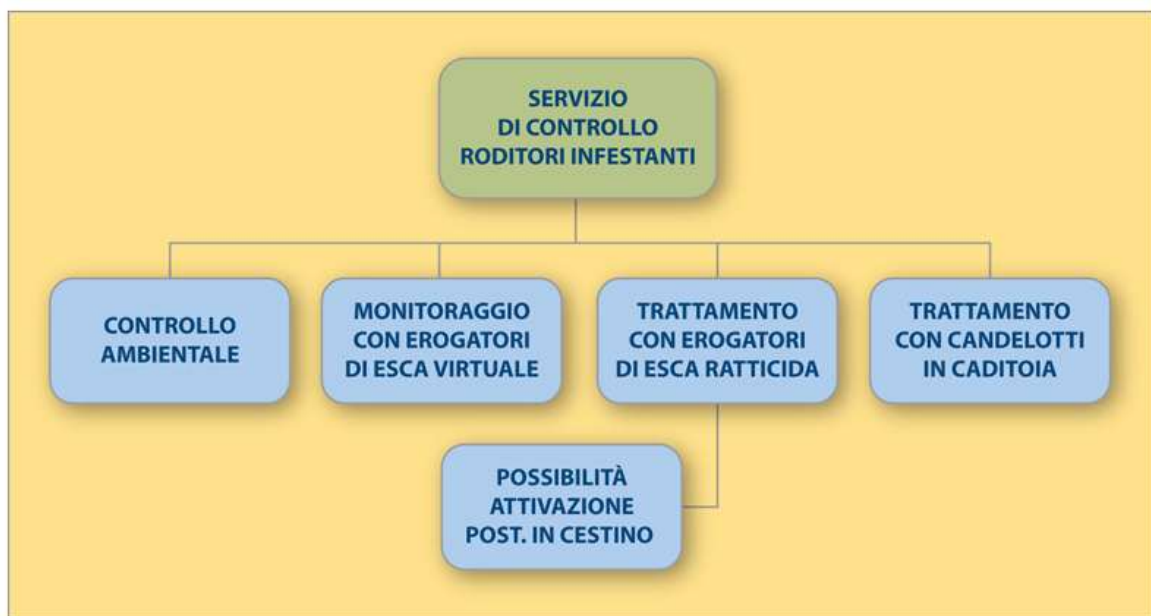 SERVIZIO
DI CONTROLLO
RODITORI INFESTANTI
CONTROLLO
AMBIENTALE
MONITORAGGIO
CON EROGATORI
DI ESCA VIRTUALE
TRATTAMENTO
CON EROGATORI
DI ESCA RATTICIDA
TRATTAMENTO
CON CANDELOTTI
IN CADITOIA
POSSIBILITÀ
ATTIVAZIONE
POST. IN CESTINO